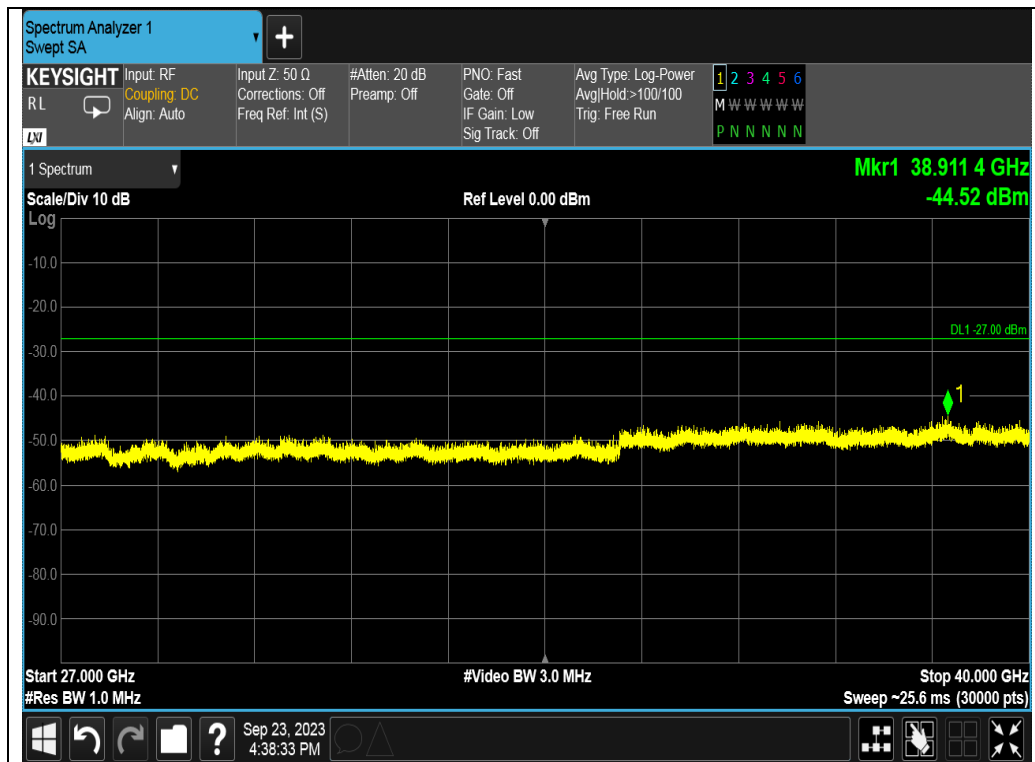 Spectrum Analyzer 1
Swept SA
+
KEYSIGHT
RL
LXI
Input: RF
Coupling: DC
Align: Auto
Input Z: 50 Ω
Corrections: Off
Freq Ref: Int (S)
#Atten: 20 dB
Preamp: Off
PNO: Fast
Gate: Off
IF Gain: Low
Sig Track: Off
Avg Type: Log-Power
Avg|Hold:>100/100
Trig: Free Run
1 2 3 4 5 6
M W W W W W
P N N N N N
1 Spectrum
Mkr1 38.911 4 GHz
-44.52 dBm
Scale/Div 10 dB
Ref Level 0.00 dBm
Log
-10.0
-20.0
DL1 -27.00 dBm
-30.0
-40.0
1
-50.0
-60.0
-70.0
-80.0
-90.0
Start 27.000 GHz
#Video BW 3.0 MHz
Stop 40.000 GHz
#Res BW 1.0 MHz
Sweep ~25.6 ms (30000 pts)
?
Sep 23, 2023
4:38:33 PM